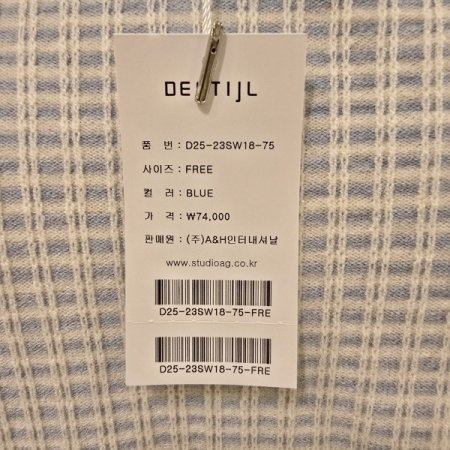 품 번 : D25-23SW18-75
사이즈 : FREE
컬 러 : BLUE
가 격 : ₩74,000
판매원 : (주)A&H인터내셔날
www.studioag.co.kr
D25-23SW18-75-FRE
D25-23SW18-75-FRE